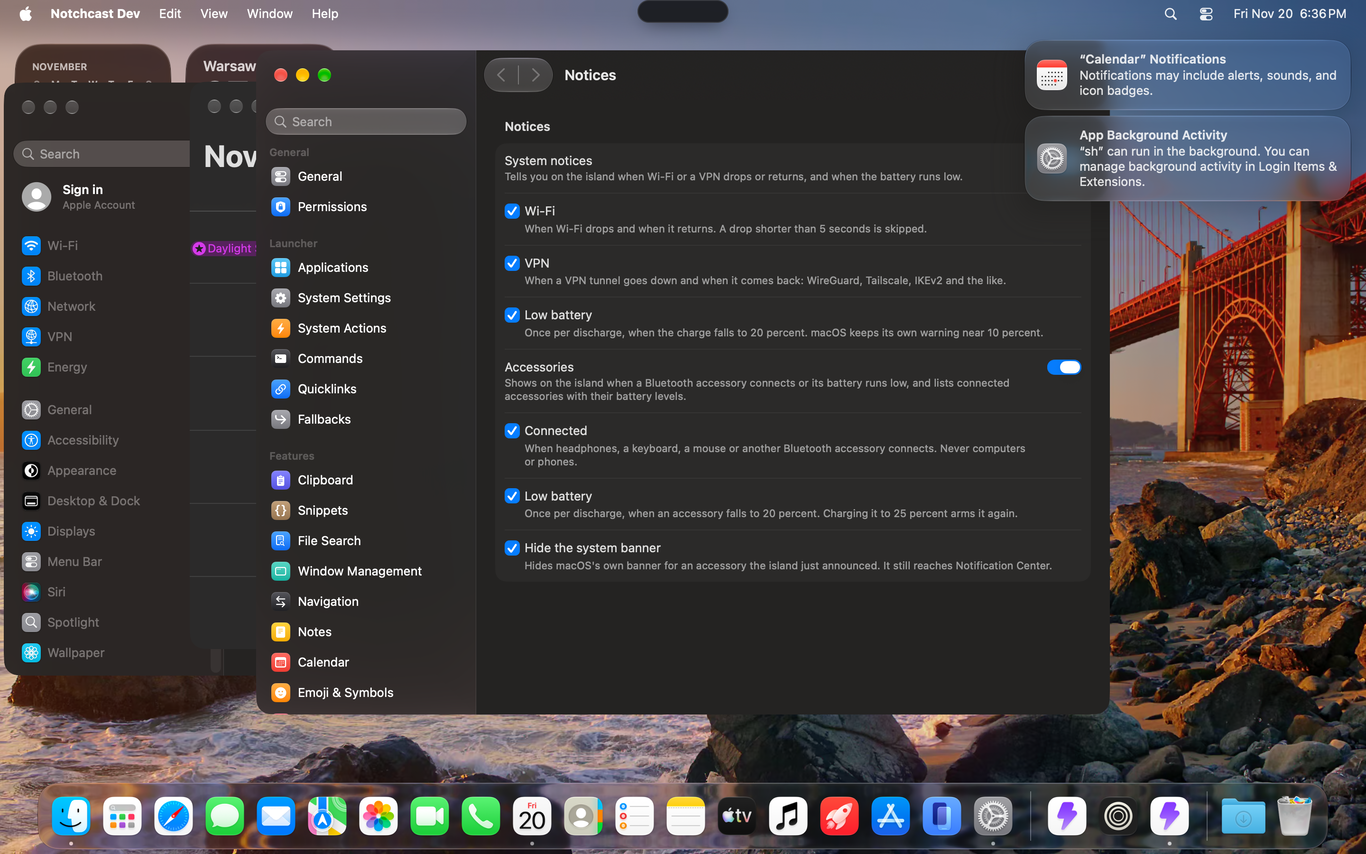 Notchcast Dev Edit View Window Help
Fri Nov 20 6:36 PM
NOVEMBER
Warsaw
Search
Sign in
Apple Account
Wi-Fi
Bluetooth
Network
VPN
Energy
General
Accessibility
Appearance
Desktop & Dock
Displays
Menu Bar
Siri
Spotlight
Wallpaper
Nov
Daylight
Search
General
General
Permissions
Launcher
Applications
System Settings
System Actions
Commands
Quicklinks
Fallbacks
Features
Clipboard
Snippets
File Search
Window Management
Navigation
Notes
Calendar
Emoji & Symbols
Notices
Notices
System notices
Tells you on the island when Wi-Fi or a VPN drops or returns, and when the battery runs low.
Wi-Fi
When Wi-Fi drops and when it returns. A drop shorter than 5 seconds is skipped.
VPN
When a VPN tunnel goes down and when it comes back: WireGuard, Tailscale, IKEv2 and the like.
Low battery
Once per discharge, when the charge falls to 20 percent. macOS keeps its own warning near 10 percent.
Accessories
Shows on the island when a Bluetooth accessory connects or its battery runs low, and lists connected
accessories with their battery levels.
Connected
When headphones, a keyboard, a mouse or another Bluetooth accessory connects. Never computers
or phones.
Low battery
Once per discharge, when an accessory falls to 20 percent. Charging it to 25 percent arms it again.
Hide the system banner
Hides macOS's own banner for an accessory the island just announced. It still reaches Notification Center.
“Calendar” Notifications
Notifications may include alerts, sounds, and
icon badges.
App Background Activity
“sh” can run in the background. You can
manage background activity in Login Items &
Extensions.
Fri
20
tv